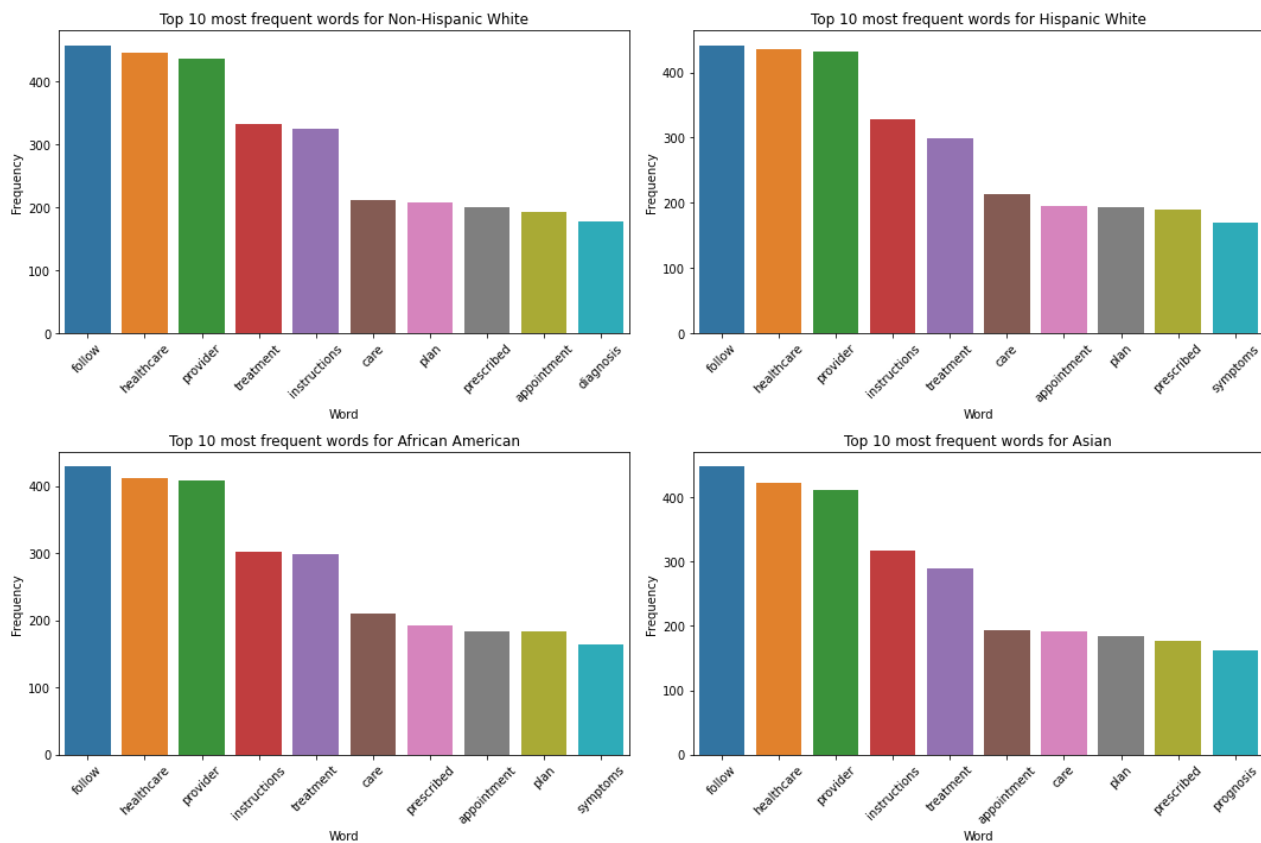 Top 10 most frequent words for Non-Hispanic White
Frequency
400
300
200
100
0
follow
healthcare
provider
treatment
instructions
care
plan
prescribed
appointment
diagnosis
Word
Top 10 most frequent words for Hispanic White
Frequency
400
300
200
100
0
follow
healthcare
provider
instructions
treatment
care
appointment
plan
prescribed
symptoms
Word
Top 10 most frequent words for African American
Frequency
400
300
200
100
0
follow
healthcare
provider
instructions
treatment
care
prescribed
appointment
plan
symptoms
Word
Top 10 most frequent words for Asian
Frequency
400
300
200
100
0
follow
healthcare
provider
instructions
treatment
appointment
care
plan
prescribed
prognosis
Word